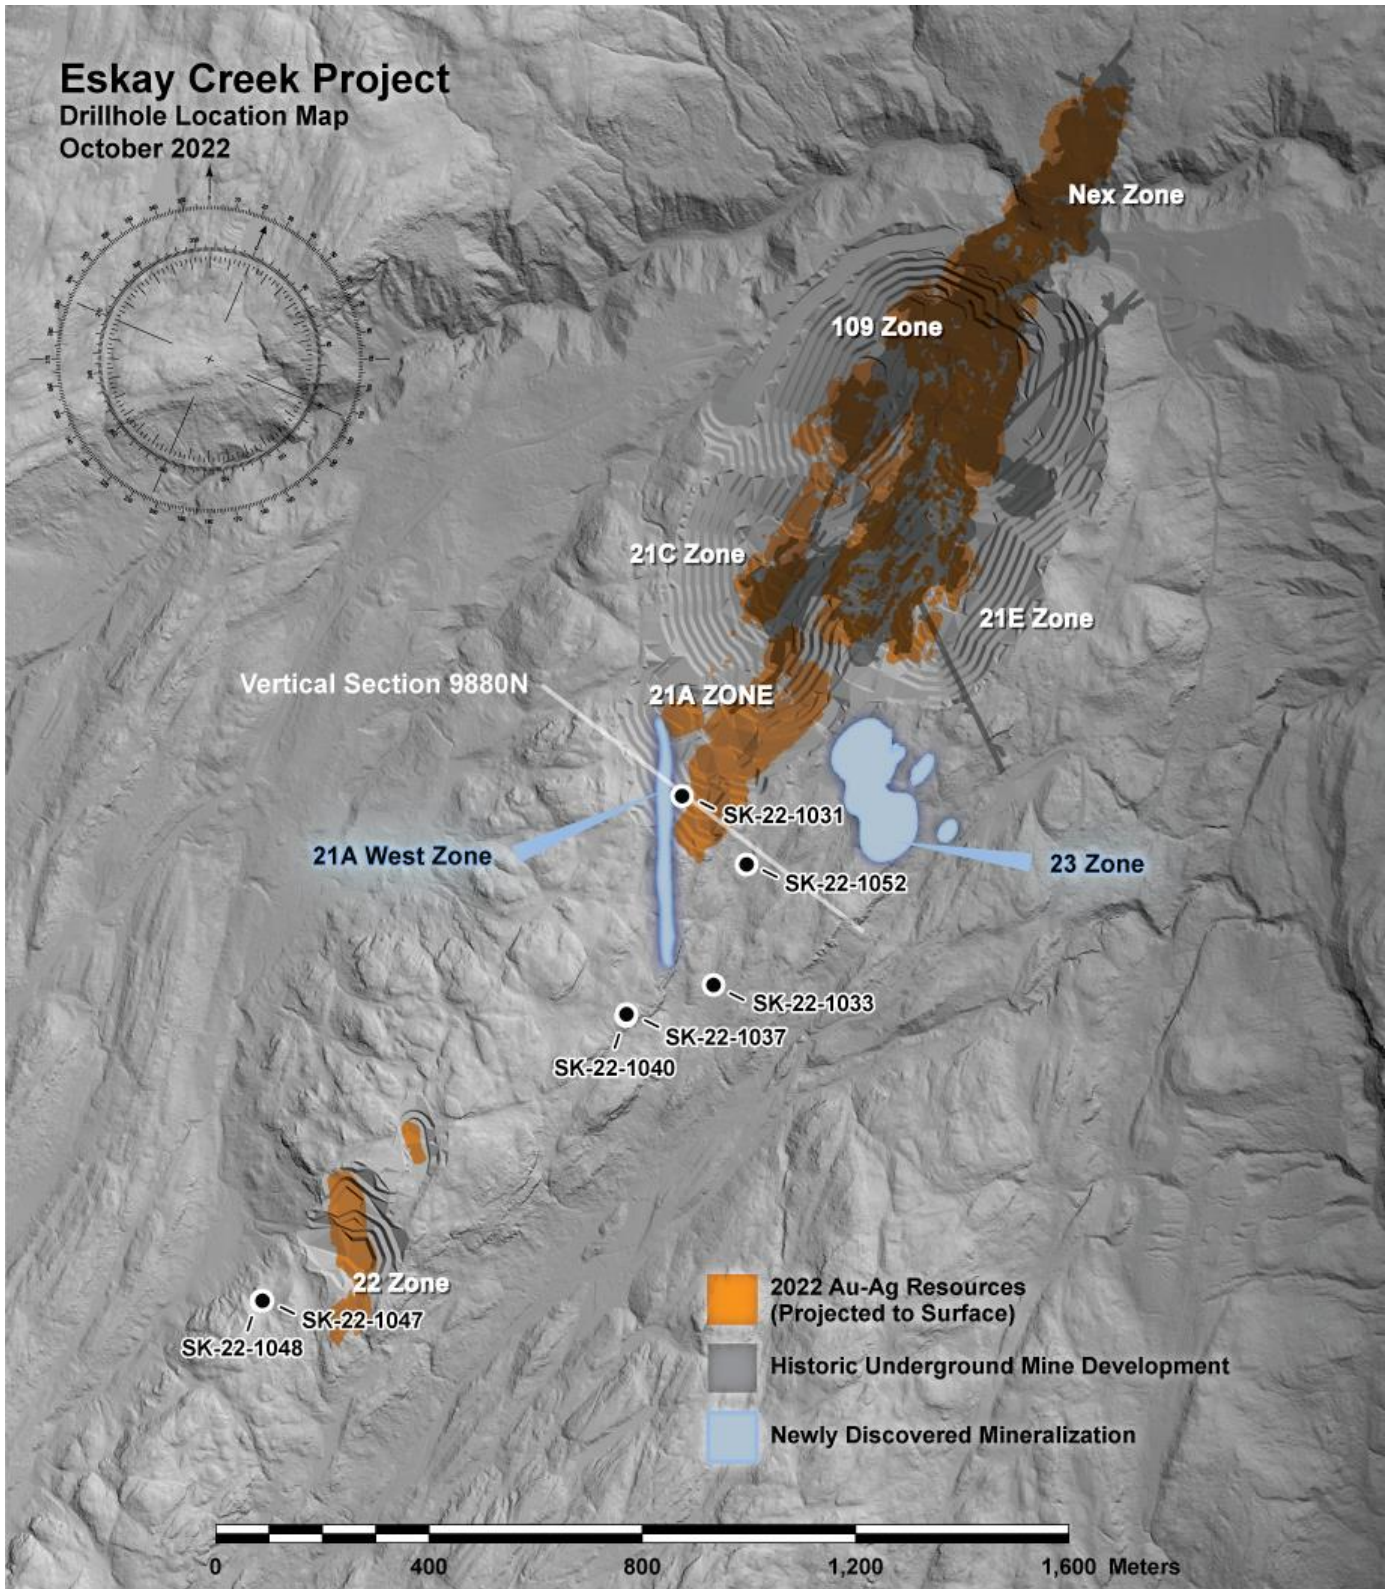 Eskay Creek Project
Drillhole Location Map
October 2022
Nex Zone
109 Zone
21C Zone
21E Zone
Vertical Section 9880N
21A ZONE
SK-22-1031
21A West Zone
23 Zone
SK-22-1052
SK-22-1033
SK-22-1037
SK-22-1040
22 Zone
SK-22-1047
SK-22-1048
2022 Au-Ag Resources
(Projected to Surface)
Historic Underground Mine Development
Newly Discovered Mineralization
0 400 800 1,200 1,600 Meters